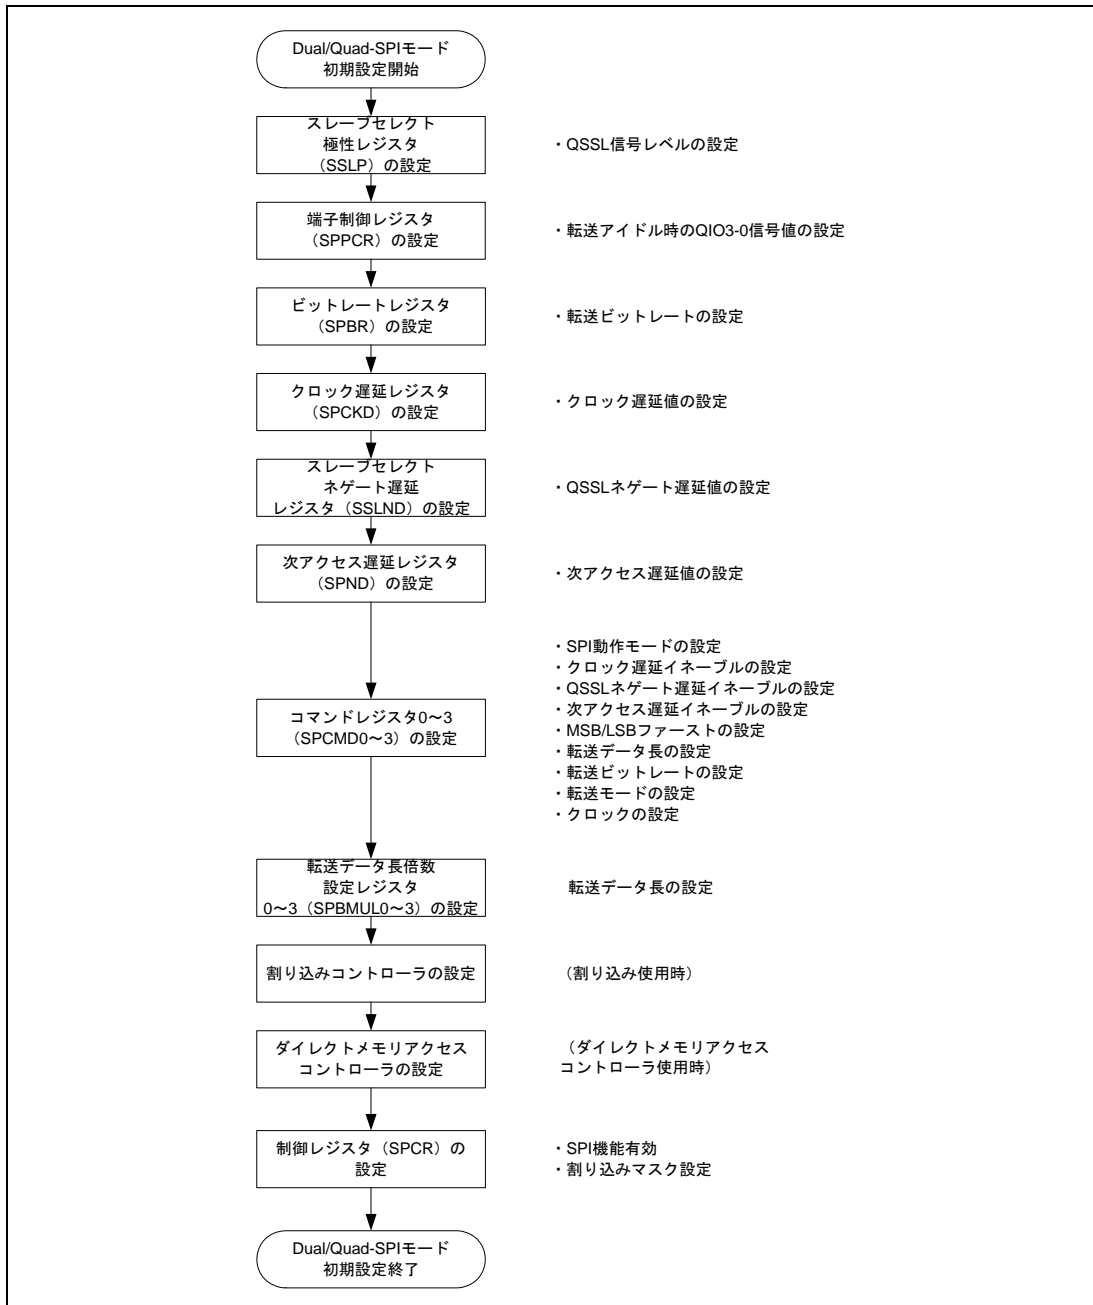 Dual/Quad-SPIモード
初期設定開始
スレーブセレクト
極性レジスタ
（SSLP）の設定
・QSSL信号レベルの設定
端子制御レジスタ
（SPPCR）の設定
・転送アイドル時のQIO3-0信号値の設定
ビットレートレジスタ
（SPBR）の設定
・転送ビットレートの設定
クロック遅延レジスタ
（SPCKD）の設定
・クロック遅延値の設定
スレーブセレクト
ネゲート遅延
レジスタ（SSLND）の設定
・QSSLネゲート遅延値の設定
次アクセス遅延レジスタ
（SPND）の設定
・次アクセス遅延値の設定
コマンドレジスタ0～3
（SPCMD0～3）の設定
・SPI動作モードの設定
・クロック遅延イネーブルの設定
・QSSLネゲート遅延イネーブルの設定
・次アクセス遅延イネーブルの設定
・MSB/LSBファーストの設定
・転送データ長の設定
・転送ビットレートの設定
・転送モードの設定
・クロックの設定
転送データ長倍数
設定レジスタ
0～3（SPBMUL0～3）の設定
転送データ長の設定
割り込みコントローラの設定
（割り込み使用時）
ダイレクトメモリアクセス
コントローラの設定
（ダイレクトメモリアクセス
コントローラ使用時）
制御レジスタ（SPCR）の
設定
・SPI機能有効
・割り込みマスク設定
Dual/Quad-SPIモード
初期設定終了